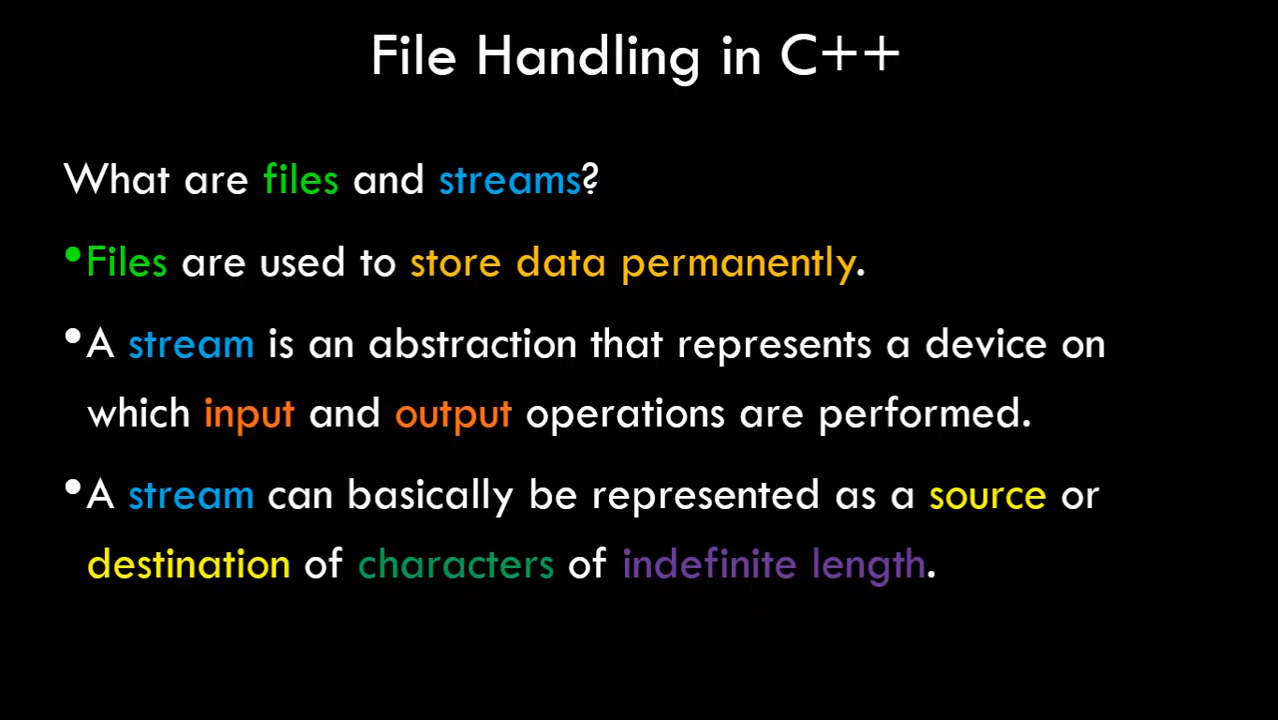 File Handling in C++
What are files and streams?
•Files are used to store data permanently.
•A stream is an abstraction that represents a device on
which input and output operations are performed.
•A stream can basically be represented as a source or
destination of characters of indefinite length.